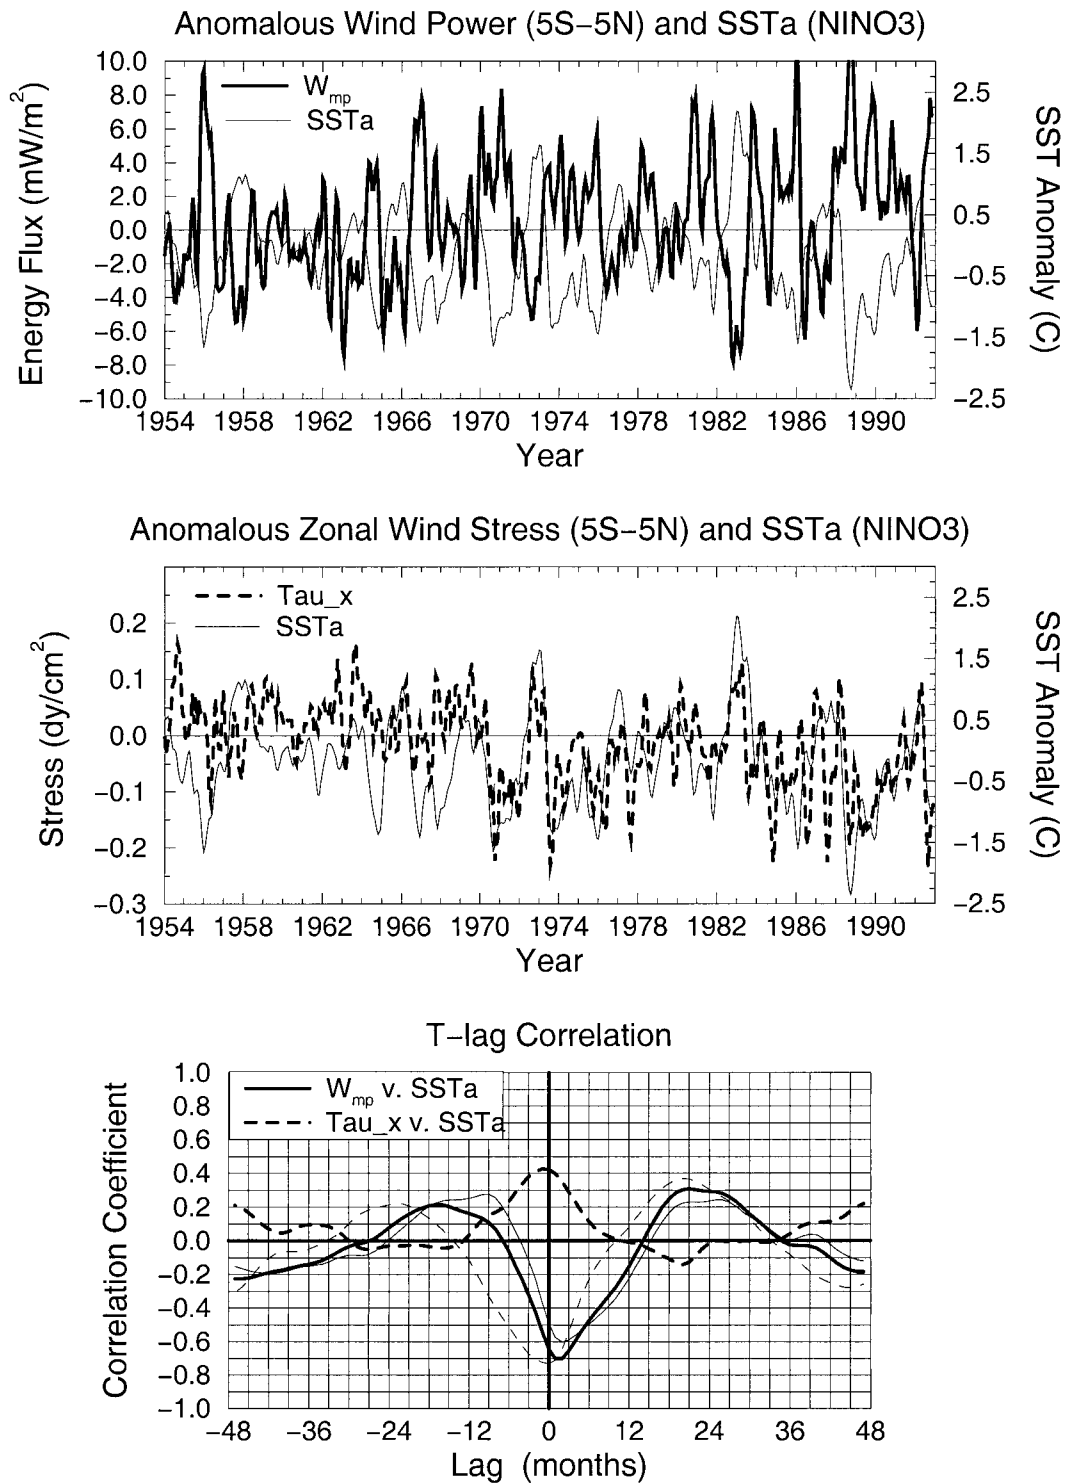 Anomalous Wind Power (5S−5N) and SSTa (NINO3)
10.0
8.0
6.0
4.0
2.0
0.0
−2.0
−4.0
−6.0
−8.0
−10.0
Energy Flux (mW/m²)
W_mp
SSTa
2.5
1.5
0.5
−0.5
−1.5
−2.5
SST Anomaly (C)
1954 1958 1962 1966 1970 1974 1978 1982 1986 1990
Year
Anomalous Zonal Wind Stress (5S−5N) and SSTa (NINO3)
0.2
0.1
0.0
−0.1
−0.2
−0.3
Stress (dy/cm²)
Tau_x
SSTa
2.5
1.5
0.5
−0.5
−1.5
−2.5
SST Anomaly (C)
1954 1958 1962 1966 1970 1974 1978 1982 1986 1990
Year
T−lag Correlation
1.0
0.8
0.6
0.4
0.2
0.0
−0.2
−0.4
−0.6
−0.8
−1.0
Correlation Coefficient
W_mp v. SSTa
Tau_x v. SSTa
−48 −36 −24 −12 0 12 24 36 48
Lag (months)